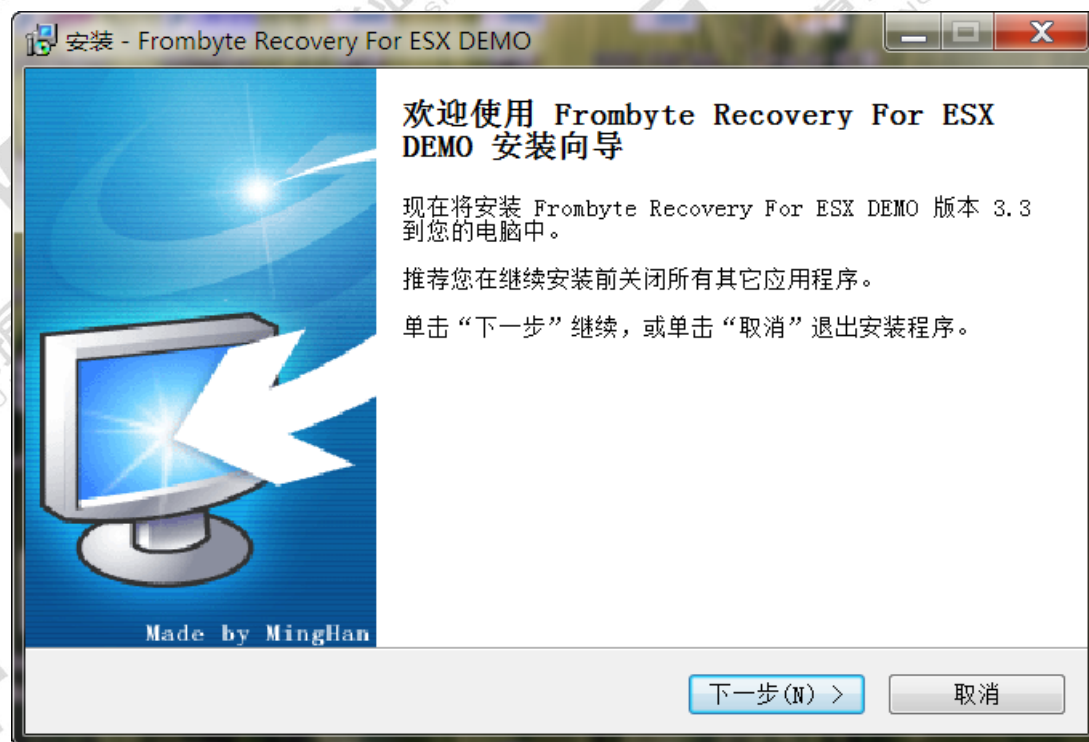 安装 - Frombyte Recovery For ESX DEMO
欢迎使用 Frombyte Recovery For ESX
DEMO 安装向导
现在将安装 Frombyte Recovery For ESX DEMO 版本 3.3
到您的电脑中。
推荐您在继续安装前关闭所有其它应用程序。
单击“下一步”继续，或单击“取消”退出安装程序。
Made by MingHan
下一步(N) >
取消